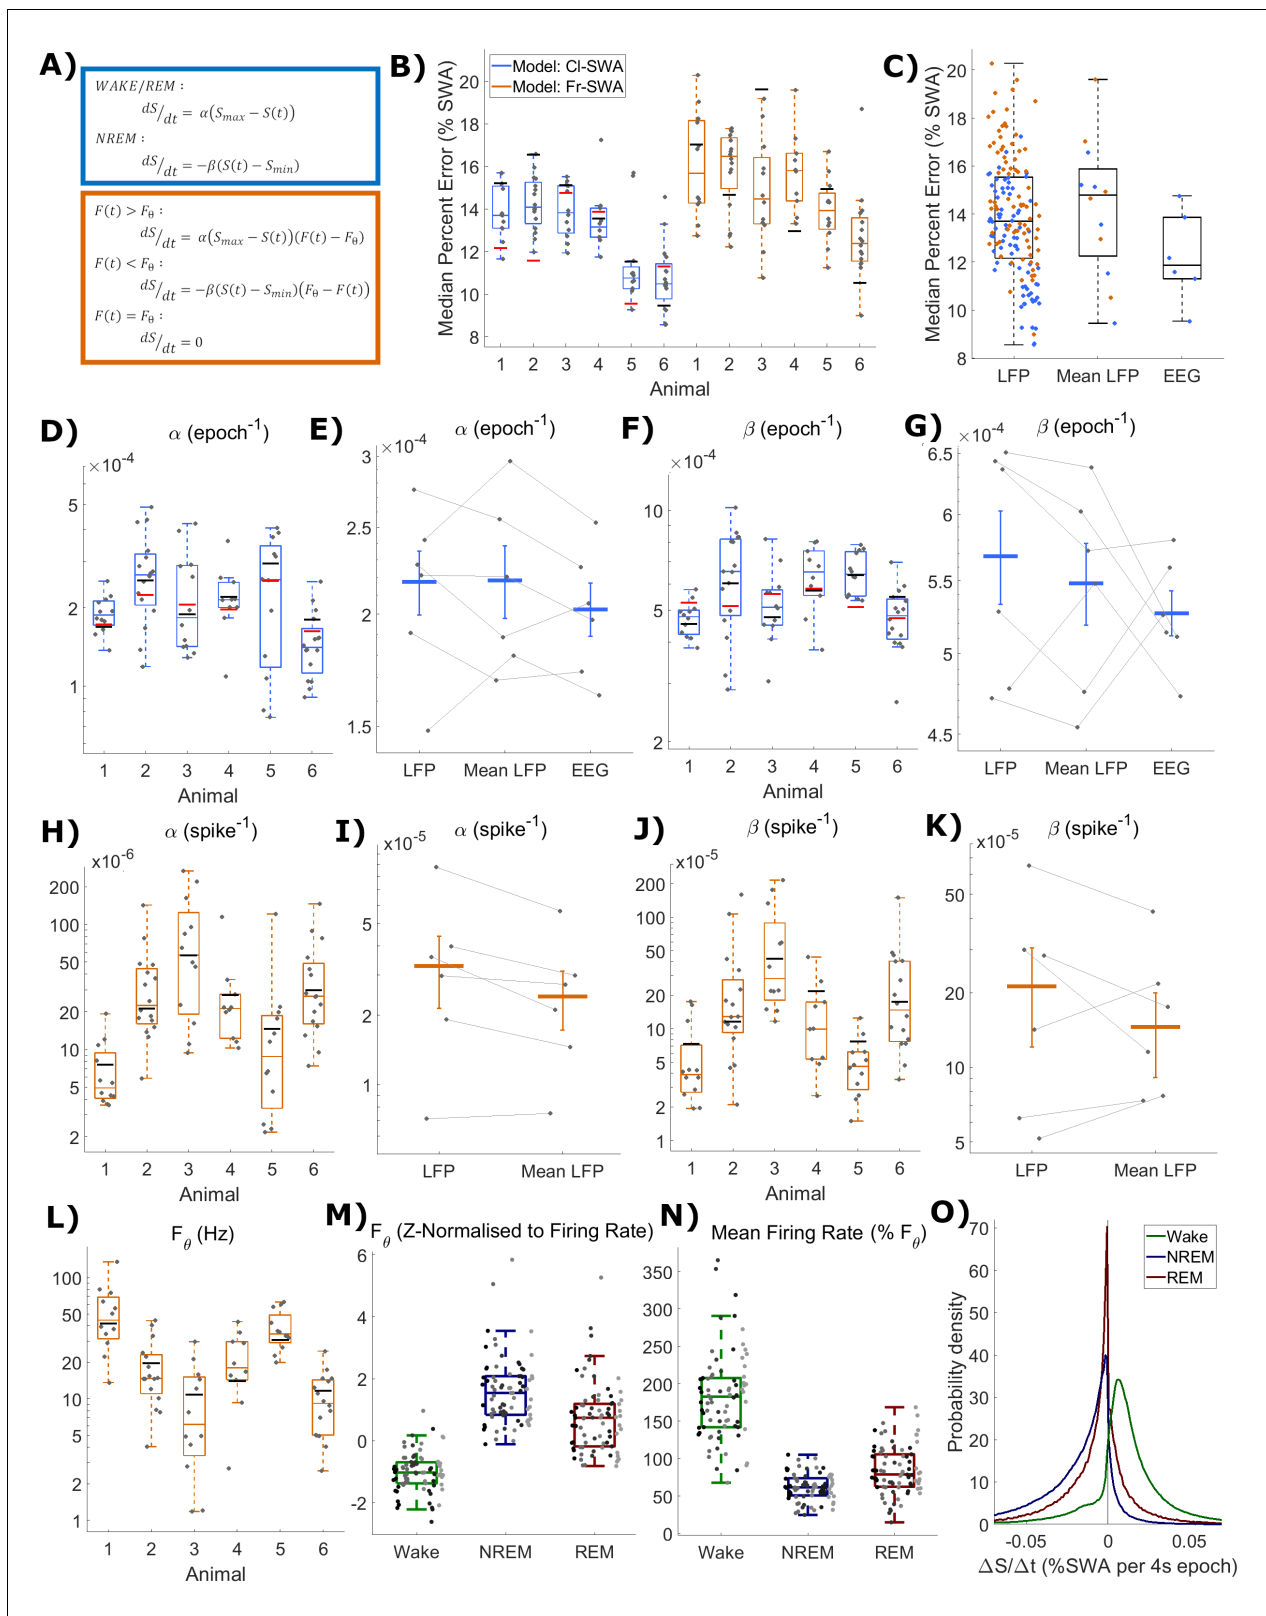 A)
WAKE/REM :
dS/dt = α(Smax − S(t))
NREM :
dS/dt = −β(S(t) − Smin)
F(t) > Fθ :
dS/dt = α(Smax − S(t))(F(t) − Fθ)
F(t) < Fθ :
dS/dt = −β(S(t) − Smin)(Fθ − F(t))
F(t) = Fθ :
dS/dt = 0
B)
Median Percent Error (% SWA)
Model: Cl-SWA
Model: Fr-SWA
20
18
16
14
12
10
8
1 2 3 4 5 6 1 2 3 4 5 6
Animal
C)
Median Percent Error (% SWA)
20
18
16
14
12
10
8
LFP Mean LFP EEG
D)
α (epoch-1)
×10-4
5
2
1
1 2 3 4 5 6
Animal
E)
α (epoch-1)
×10-4
3
2.5
2
1.5
LFP Mean LFP EEG
F)
β (epoch-1)
×10-4
10
5
2
1 2 3 4 5 6
Animal
G)
β (epoch-1)
×10-4
6.5
5.5
5
4.5
LFP Mean LFP EEG
H)
α (spike-1)
x10-6
200
100
50
20
10
5
2
1 2 3 4 5 6
Animal
I)
α (spike-1)
×10-5
5
2
1
LFP Mean LFP
J)
β (spike-1)
x10-5
200
100
50
20
10
5
2
1
1 2 3 4 5 6
Animal
K)
β (spike-1)
×10-5
50
20
10
5
LFP Mean LFP
L)
Fθ (Hz)
100
50
20
10
5
2
1
1 2 3 4 5 6
Animal
M)
Fθ (Z-Normalised to Firing Rate)
6
4
2
0
-2
Wake NREM REM
N)
Mean Firing Rate (% Fθ)
350
300
250
200
150
100
50
0
Wake NREM REM
O)
Probability density
70
60
50
40
30
20
10
0
Wake
NREM
REM
-0.05 0 0.05
ΔS/Δt (%SWA per 4s epoch)